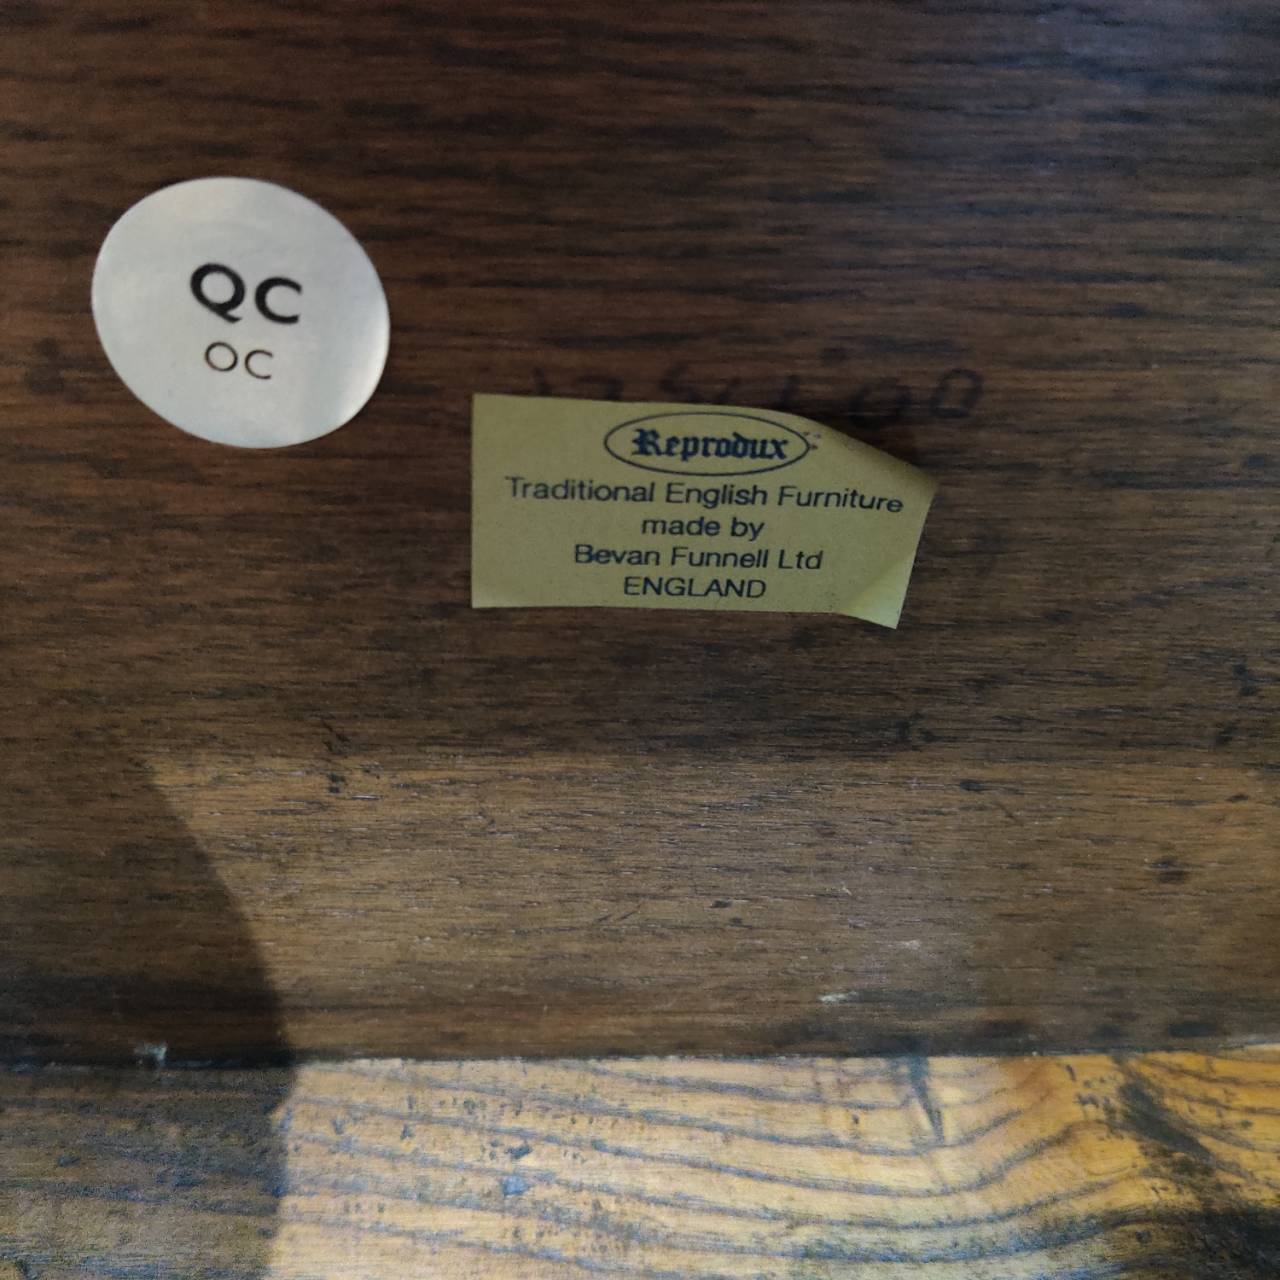 QC
OC
Reprodux
Traditional English Furniture
made by
Bevan Funnell Ltd
ENGLAND